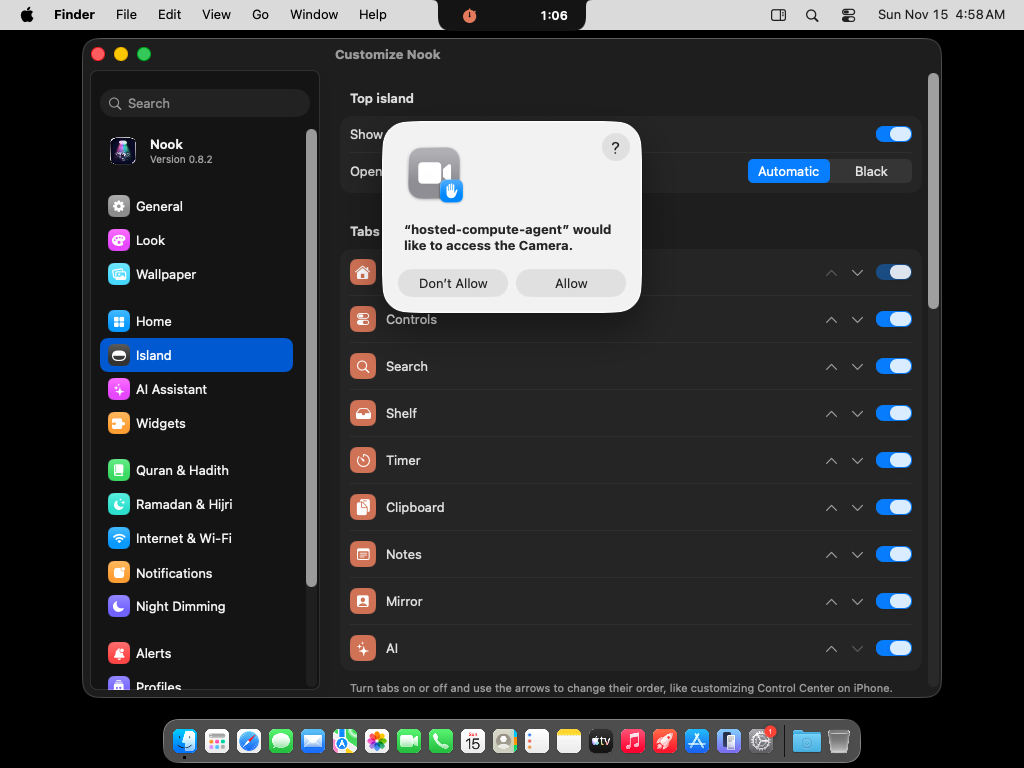 Finder File Edit View Go Window Help 1:06 Sun Nov 15 4:58 AM
Customize Nook
Search
Nook
Version 0.8.2
General
Look
Wallpaper
Home
Island
AI Assistant
Widgets
Quran & Hadith
Ramadan & Hijri
Internet & Wi-Fi
Notifications
Night Dimming
Alerts
Profiles
Top island
Show
Open
Automatic Black
Tabs
?
“hosted-compute-agent” would
like to access the Camera.
Don't Allow Allow
Controls
Search
Shelf
Timer
Clipboard
Notes
Mirror
AI
Turn tabs on or off and use the arrows to change their order, like customizing Control Center on iPhone.
15
tv
1